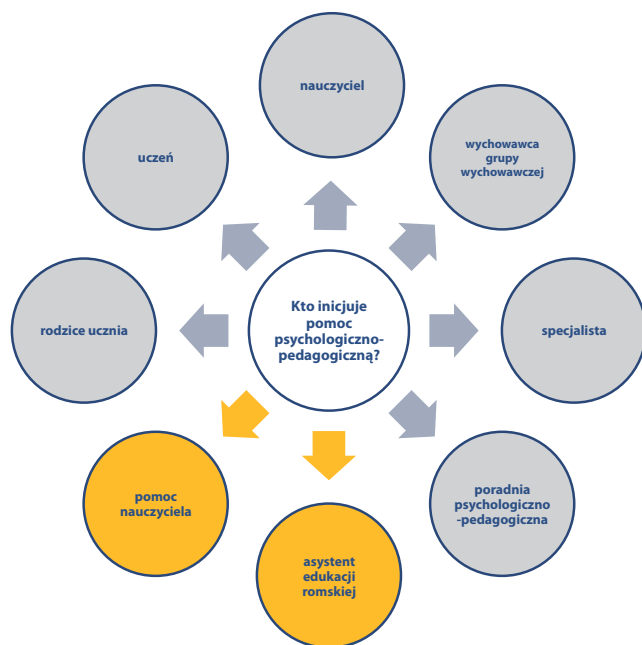 nauczyciel
wychowawca
grupy
wychowawczej
specjalista
poradnia
psychologiczno
-pedagogiczna
asystent
edukacji
romskiej
pomoc
nauczyciela
rodzice ucznia
uczeń
Kto inicjuje
pomoc
psychologiczno-
pedagogiczną?